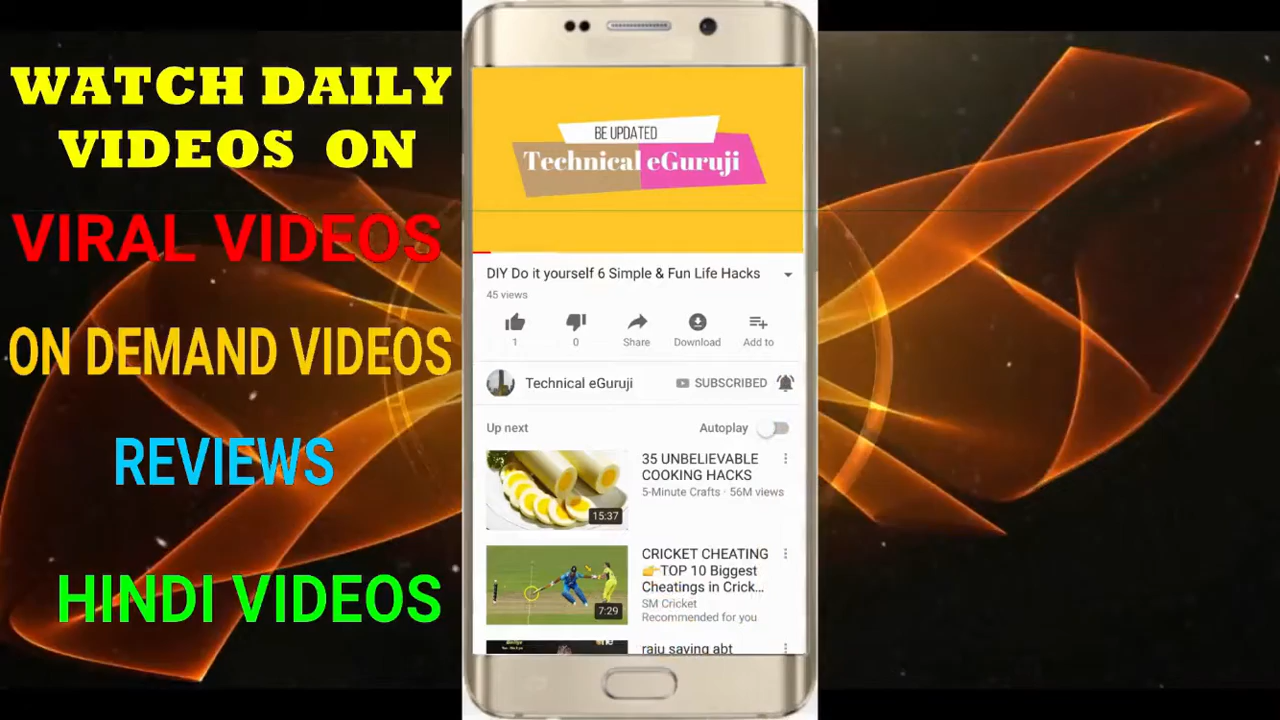 WATCH DAILY
VIDEOS ON
VIRAL VIDEOS
ON DEMAND VIDEOS
REVIEWS
HINDI VIDEOS
BE UPDATED
Technical eGuruji
DIY Do it yourself 6 Simple & Fun Life Hacks
45 views
1
0
Share
Download
Add to
Technical eGuruji
SUBSCRIBED
Up next
Autoplay
35 UNBELIEVABLE
COOKING HACKS
5-Minute Crafts · 56M views
15:37
CRICKET CHEATING
👉TOP 10 Biggest
Cheatings in Crick...
SM Cricket
Recommended for you
7:29
raju saving abt